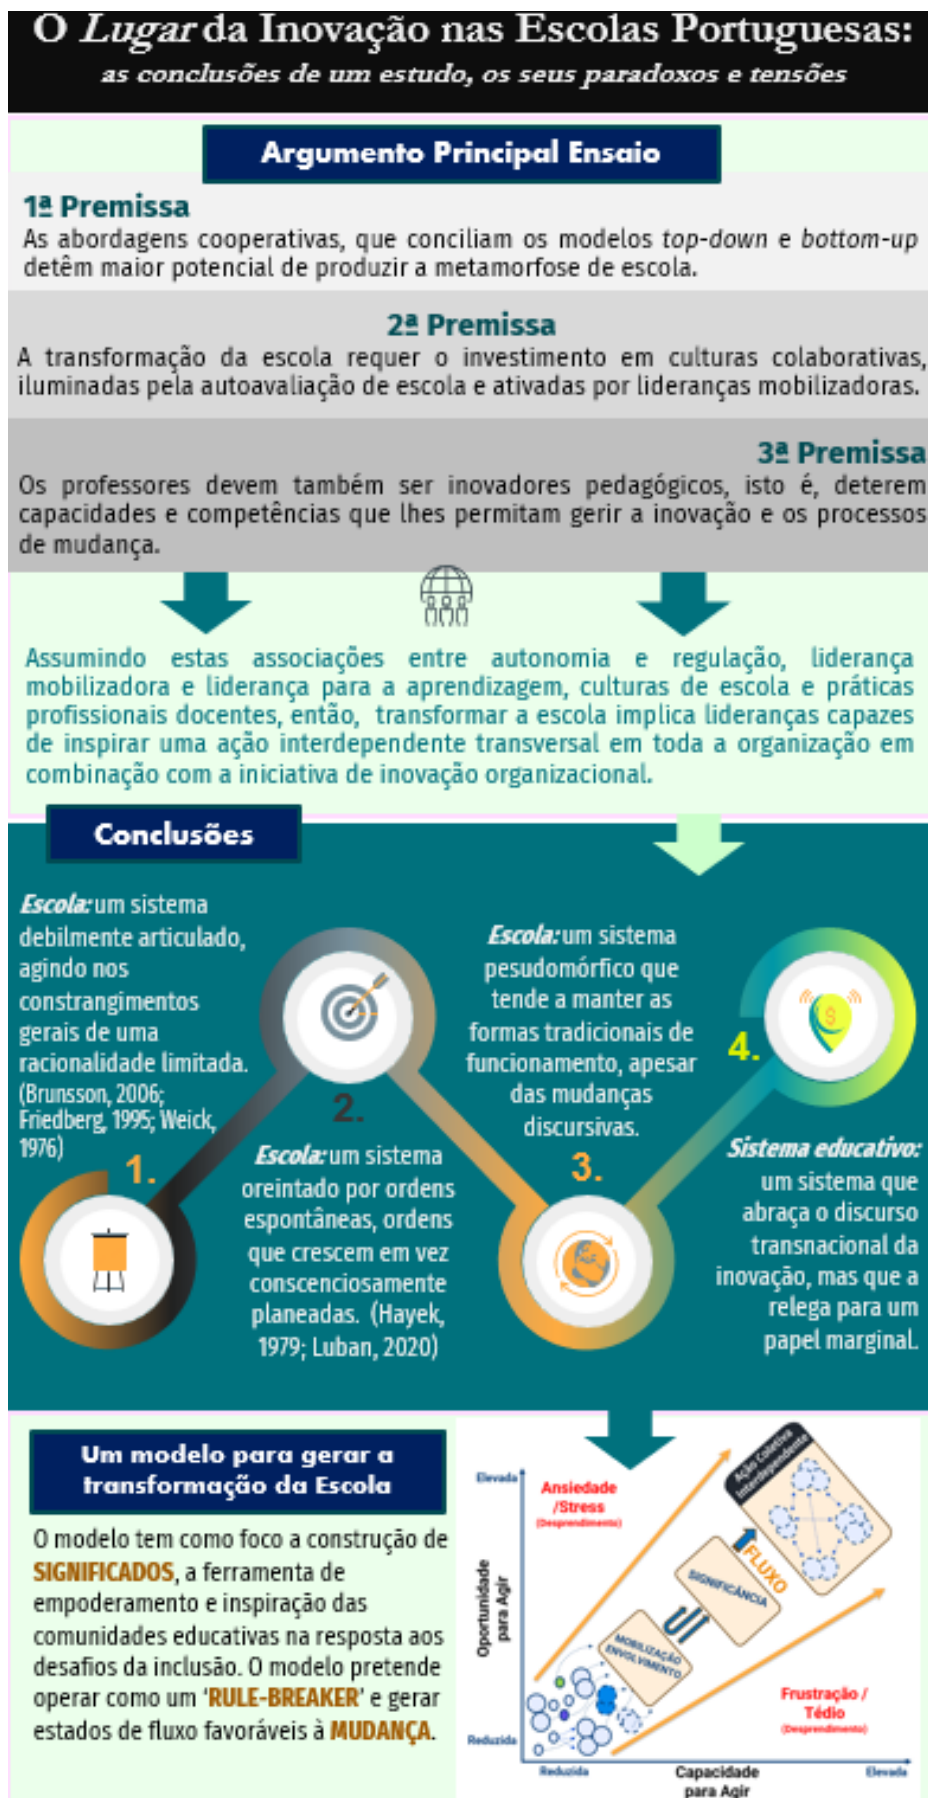 O Lugar da Inovação nas Escolas Portuguesas:
as conclusões de um estudo, os seus paradoxos e tensões
Argumento Principal Ensaio
1ª Premissa
As abordagens cooperativas, que conciliam os modelos top-down e bottom-up
detêm maior potencial de produzir a metamorfose de escola.
2ª Premissa
A transformação da escola requer o investimento em culturas colaborativas,
iluminadas pela autoavaliação de escola e ativadas por lideranças mobilizadoras.
3ª Premissa
Os professores devem também ser inovadores pedagógicos, isto é, deterem
capacidades e competências que lhes permitam gerir a inovação e os processos
de mudança.
Assumindo estas associações entre autonomia e regulação, liderança
mobilizadora e liderança para a aprendizagem, culturas de escola e práticas
profissionais docentes, então, transformar a escola implica lideranças capazes
de inspirar uma ação interdependente transversal em toda a organização em
combinação com a iniciativa de inovação organizacional.
Conclusões
Escola: um sistema
debilmente articulado,
agindo nos
constrangimentos
gerais de uma
racionalidade limitada.
(Brunsson, 2006;
Friedberg, 1995; Weick,
1976)
1.
2.
Escola: um sistema
oreintado por ordens
espontâneas, ordens
que crescem em vez
conscenciosamente
planeadas. (Hayek,
1979; Luban, 2020)
Escola: um sistema
pesudomórfico que
tende a manter as
formas tradicionais de
funcionamento, apesar
das mudanças
discursivas.
3.
4.
Sistema educativo:
um sistema que
abraça o discurso
transnacional da
inovação, mas que a
relega para um
papel marginal.
Um modelo para gerar a
transformação da Escola
O modelo tem como foco a construção de
SIGNIFICADOS, a ferramenta de
empoderamento e inspiração das
comunidades educativas na resposta aos
desafios da inclusão. O modelo pretende
operar como um ‘RULE-BREAKER’ e gerar
estados de fluxo favoráveis à MUDANÇA.
Elevada
Ansiedade
/Stress
(Desprendimento)
Ação Coletiva
Interdependente
FLUXO
SIGNIFICÂNCIA
MOBILIZAÇÃO
ENVOLVIMENTO
Oportunidade
para Agir
Frustração /
Tédio
(Desprendimento)
Reduzida
Reduzida
Capacidade
para Agir
Elevada